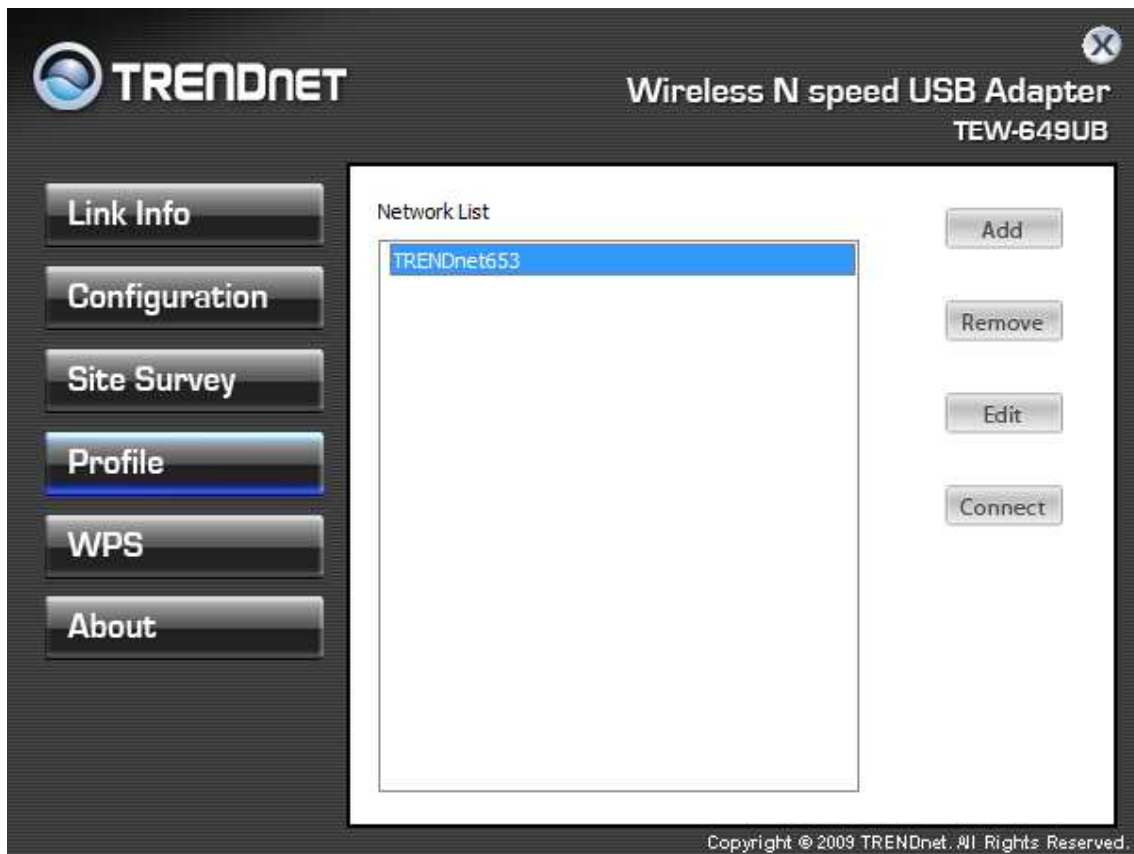 TRENDNET
Wireless N speed USB Adapter
TEW-649UB
Link Info
Configuration
Site Survey
Profile
WPS
About
Network List
TRENDnet653
Add
Remove
Edit
Connect
Copyright © 2009 TRENDnet. All Rights Reserved.